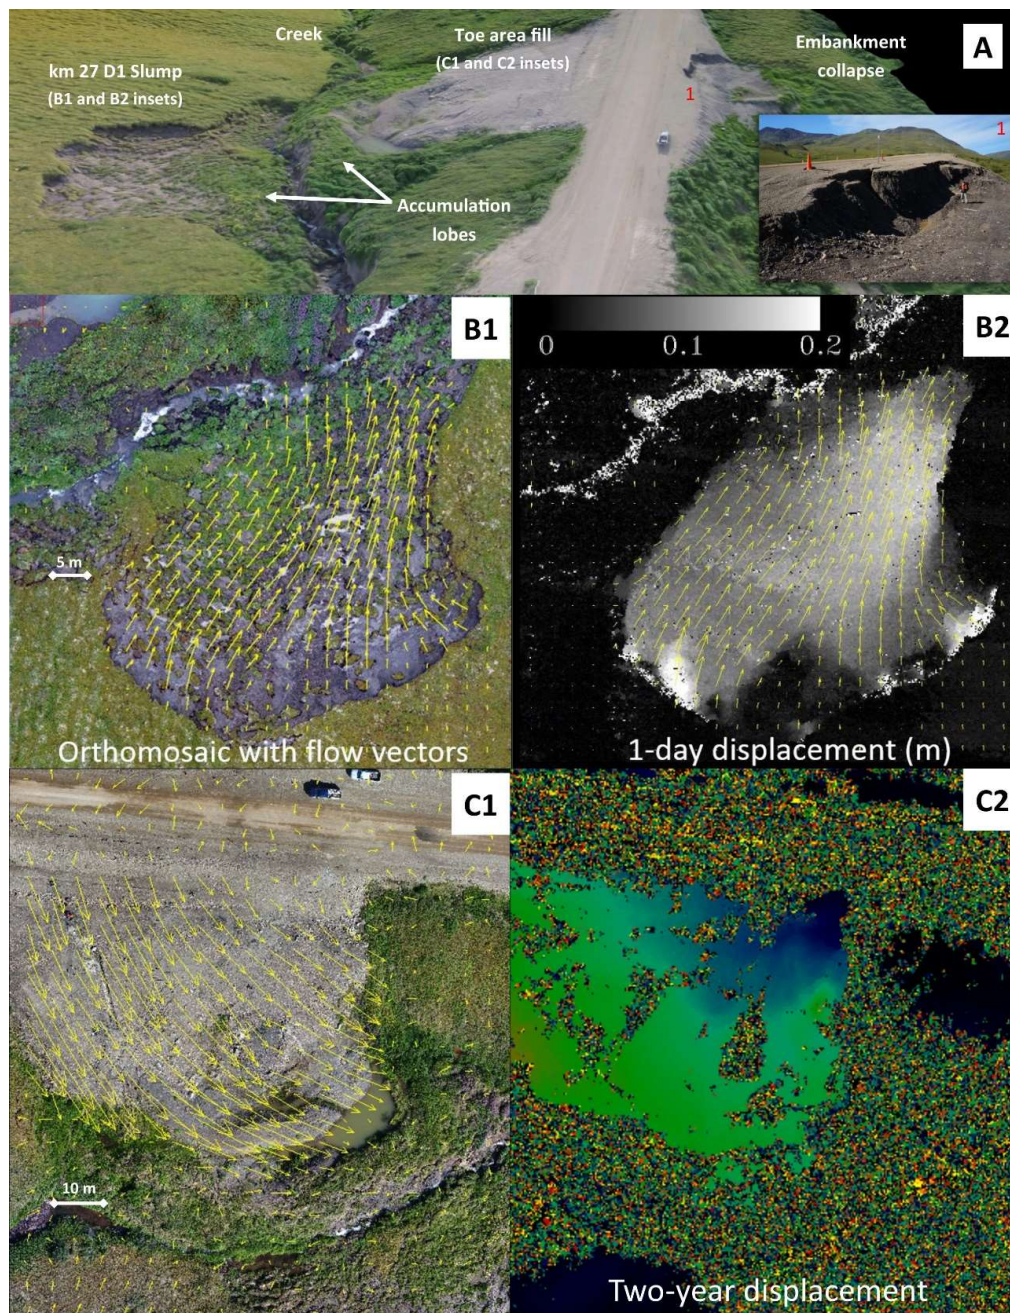 A
Creek
Toe area fill
(C1 and C2 insets)
Embankment
collapse
km 27 D1 Slump
(B1 and B2 insets)
1
1
Accumulation
lobes
B1
5 m
Orthomosaic with flow vectors
B2
0 0.1 0.2
1-day displacement (m)
C1
10 m
C2
Two-year displacement